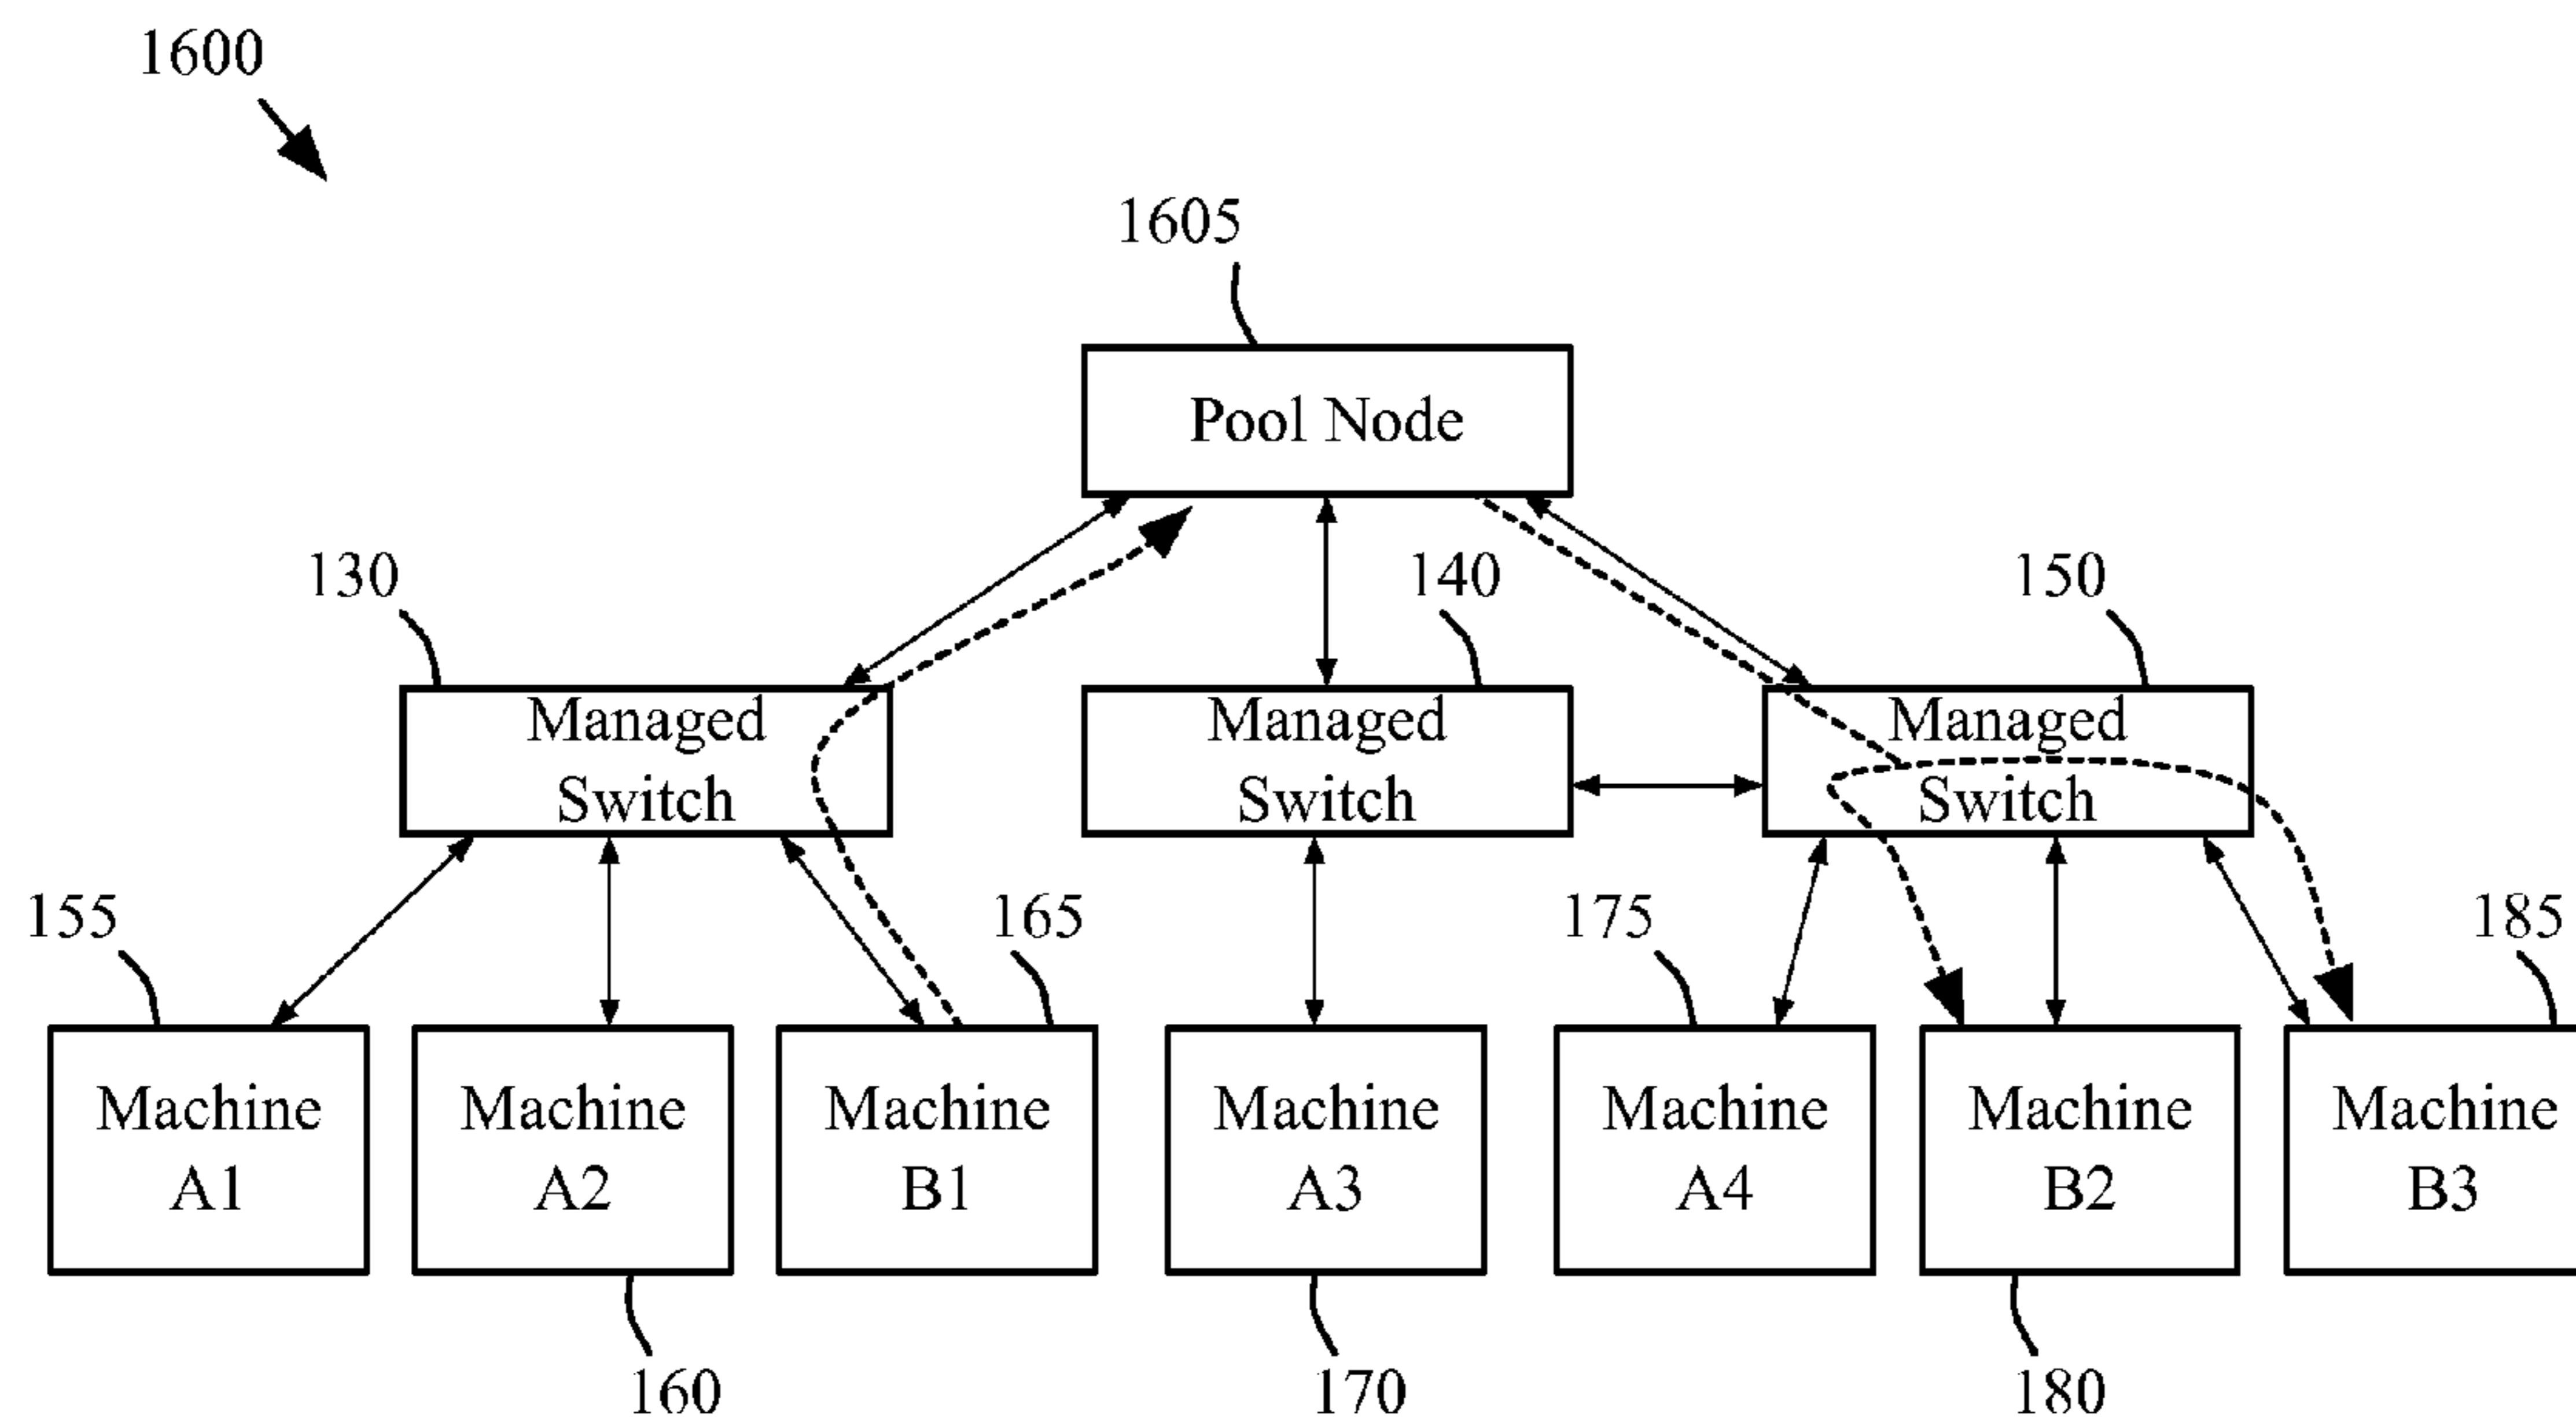 1600
1605
Pool Node
130
140
150
Managed
Switch
Managed
Switch
Managed
Switch
155
165
175
185
Machine
A1
Machine
A2
Machine
B1
Machine
A3
Machine
A4
Machine
B2
Machine
B3
160
170
180